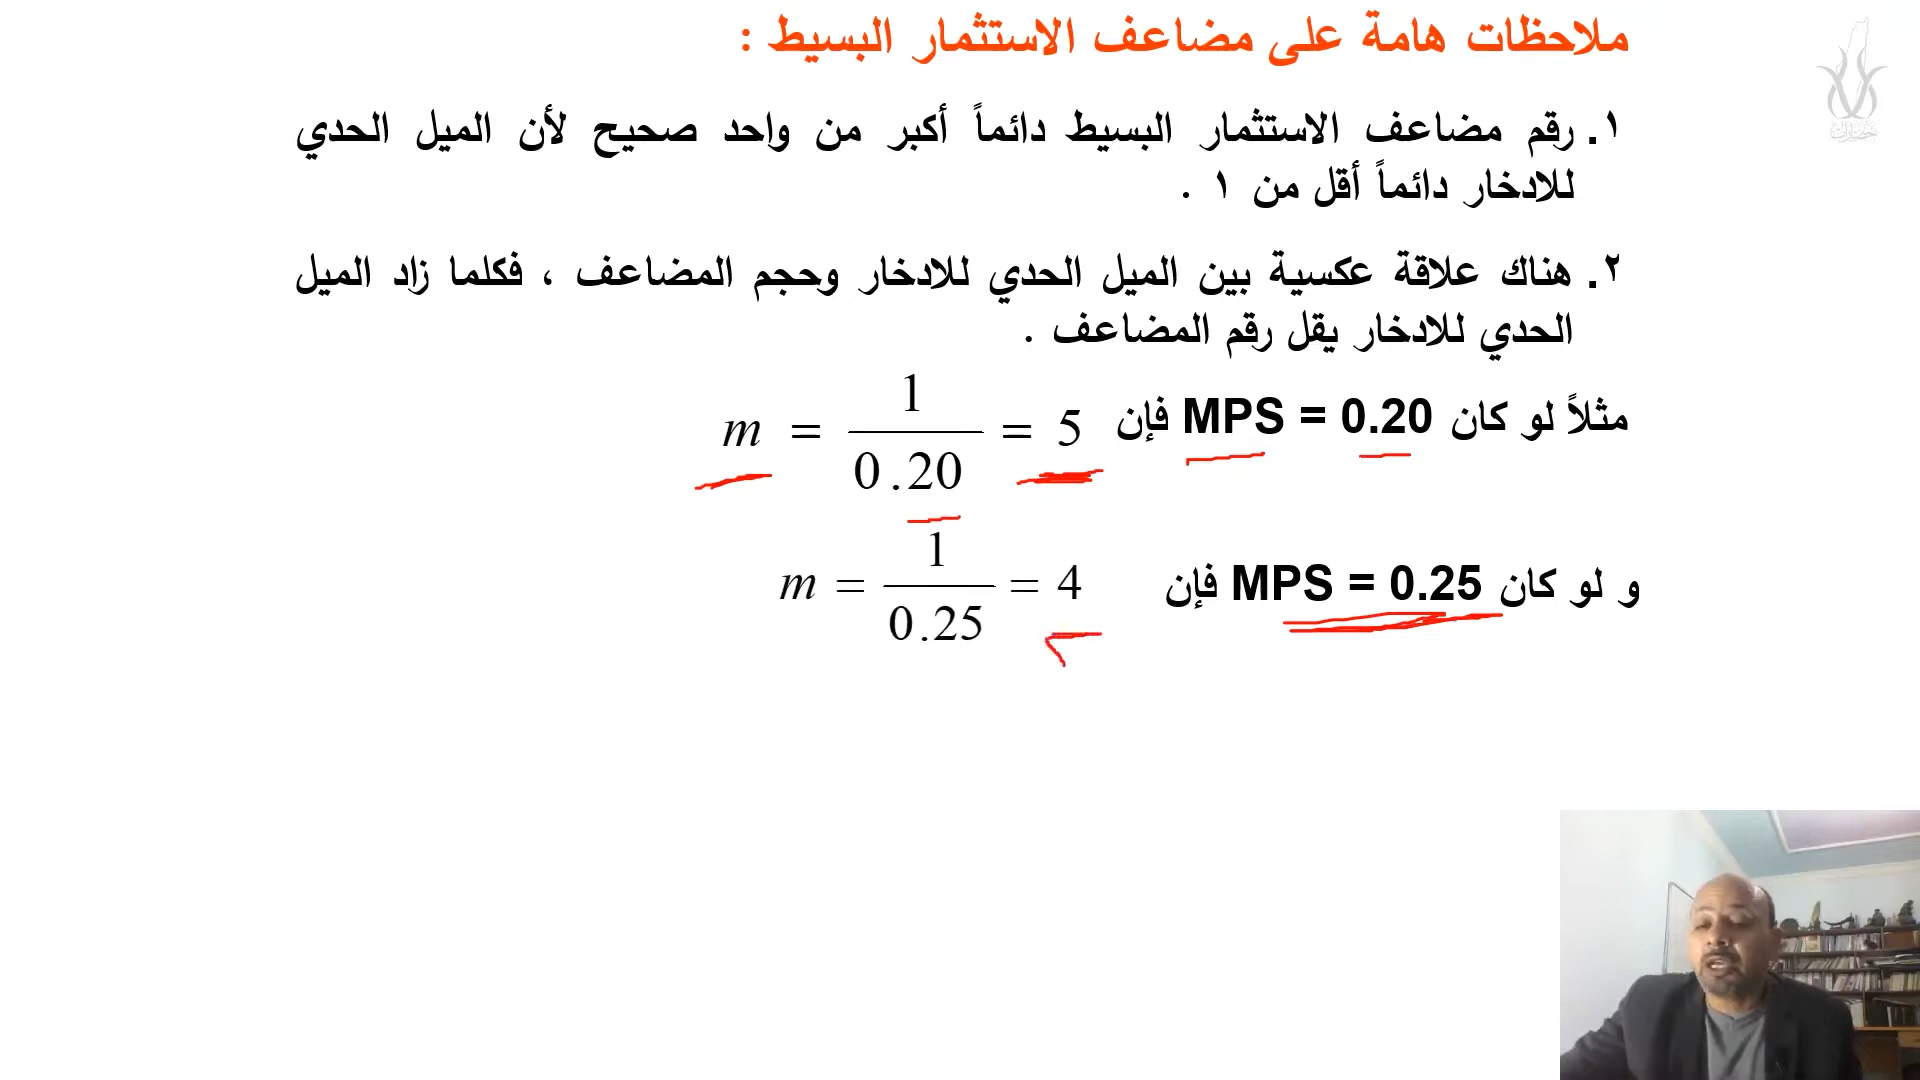 ملاحظات هامة على مضاعف الاستثمار البسيط :
١. رقم مضاعف الاستثمار البسيط دائماً أكبر من واحد صحيح لأن الميل الحدي
للادخار دائماً أقل من ١ .
٢. هناك علاقة عكسية بين الميل الحدي للادخار وحجم المضاعف ، فكلما زاد الميل
الحدي للادخار يقل رقم المضاعف .
مثلاً لو كان MPS = 0.20 فإن m = 1 / 0.20 = 5
و لو كان MPS = 0.25 فإن m = 1 / 0.25 = 4
حضارات